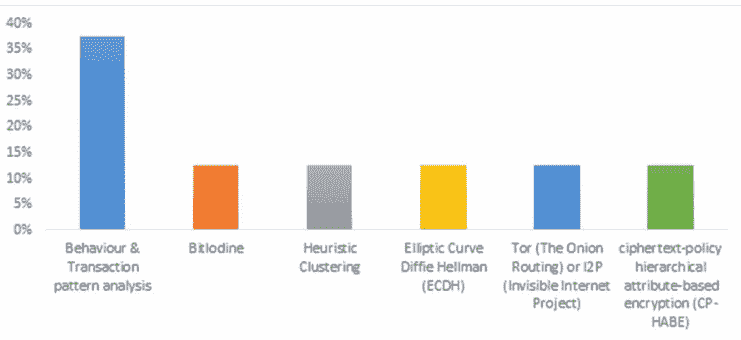 40%
35%
30%
25%
20%
15%
10%
5%
0%
Behaviour &
Transaction
pattern analysis
Bitlodine
Heuristic
Clustering
Elliptic Curve
Diffie Hellman
(ECDH)
Tor (The Onion
Routing) or I2P
(Invisible Internet
Project)
ciphertext-policy
hierarchical
attribute-based
encryption (CP-
HABE)